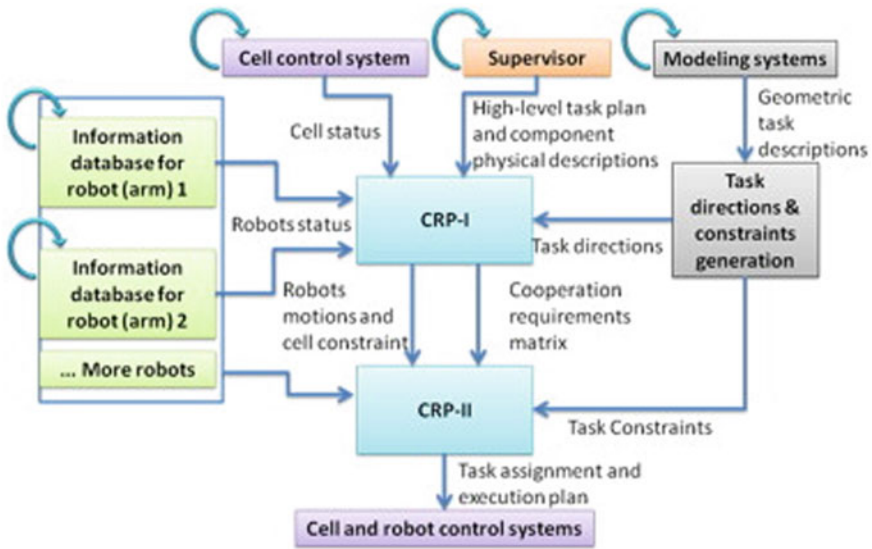 Cell control system
Supervisor
Modeling systems
Cell status
High-level task plan
and component
physical descriptions
Geometric
task
descriptions
Information
database for
robot (arm) 1
Robots status
CRP-I
Task directions
Task
directions &
constraints
generation
Information
database for
robot (arm) 2
Robots
motions and
cell constraint
Cooperation
requirements
matrix
... More robots
CRP-II
Task Constraints
Task assignment and
execution plan
Cell and robot control systems